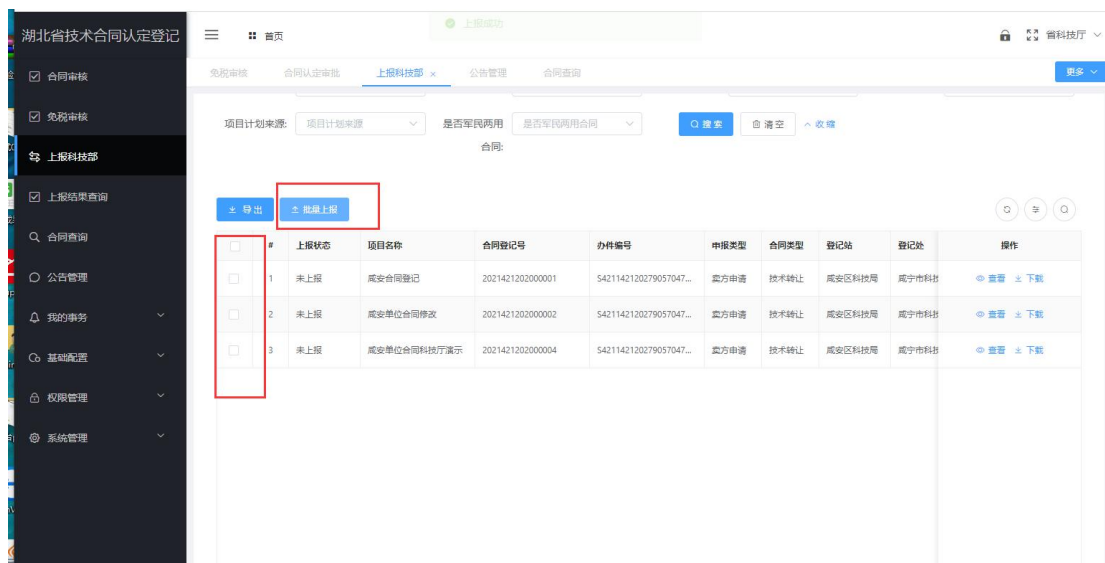 湖北省技术合同认定登记
首页
上报成功
省科技厅
免税审核
合同认定审批
上报科技部 ×
公告管理
合同查询
更多
合同审核
免税审核
上报科技部
上报结果查询
合同查询
公告管理
我的事务
基础配置
权限管理
系统管理
项目计划来源:
项目计划来源
是否军民两用合同:
是否军民两用合同
搜索
清空
收缩
导出
批量上报
# 上报状态 项目名称 合同登记号 办件编号 申报类型 合同类型 登记站 登记处 操作
1 未上报 咸安合同登记 2021421202000001 S421142120279057047... 卖方申请 技术转让 咸安区科技局 咸宁市科技 查看 下载
2 未上报 咸安单位合同修改 2021421202000002 S421142120279057047... 卖方申请 技术转让 咸安区科技局 咸宁市科技 查看 下载
3 未上报 咸安单位合同科技厅演示 2021421202000004 S421142120279057047... 卖方申请 技术转让 咸安区科技局 咸宁市科技 查看 下载